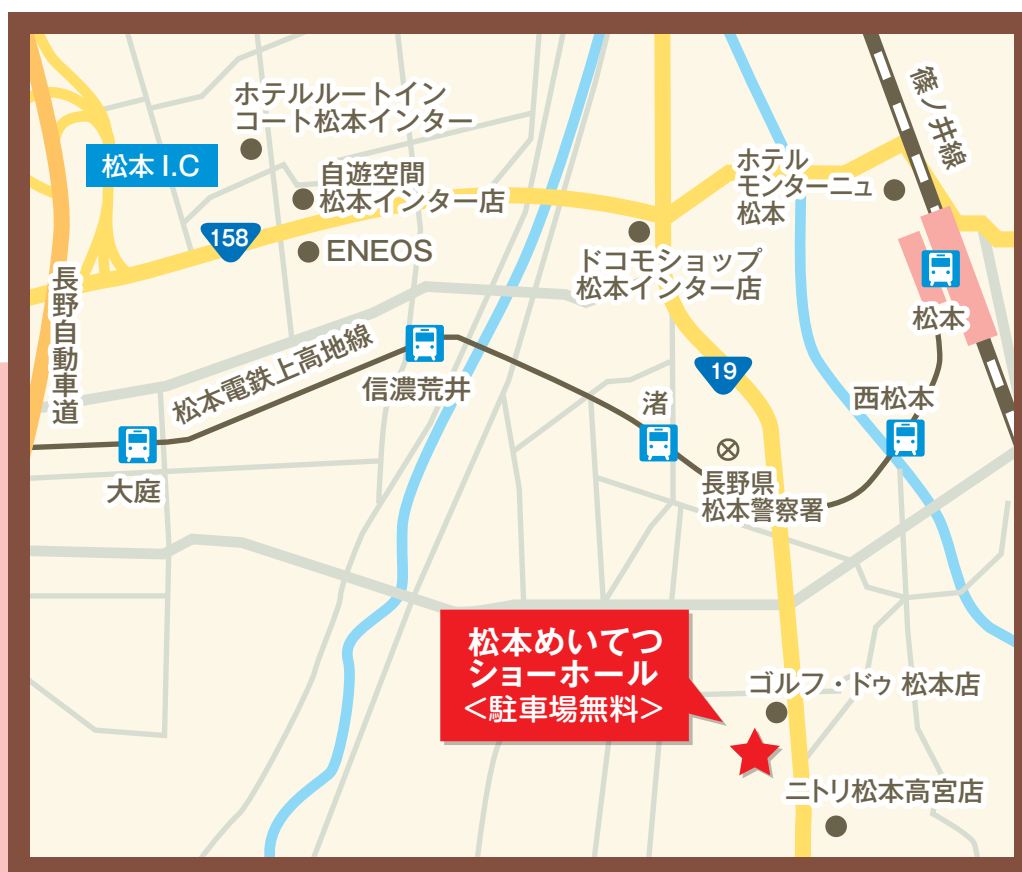 ホテルルートイン
コート松本インター
松本 I.C
自遊空間
松本インター店
158
ENEOS
篠ノ井線
ホテル
モンターニュ
松本
ドコモショップ
松本インター店
松本
長野自動車道
松本電鉄上高地線
信濃荒井
19
西松本
渚
大庭
長野県
松本警察署
松本めいてつ
ショーホール
<駐車場無料>
ゴルフ・ドゥ 松本店
ニトリ松本高宮店